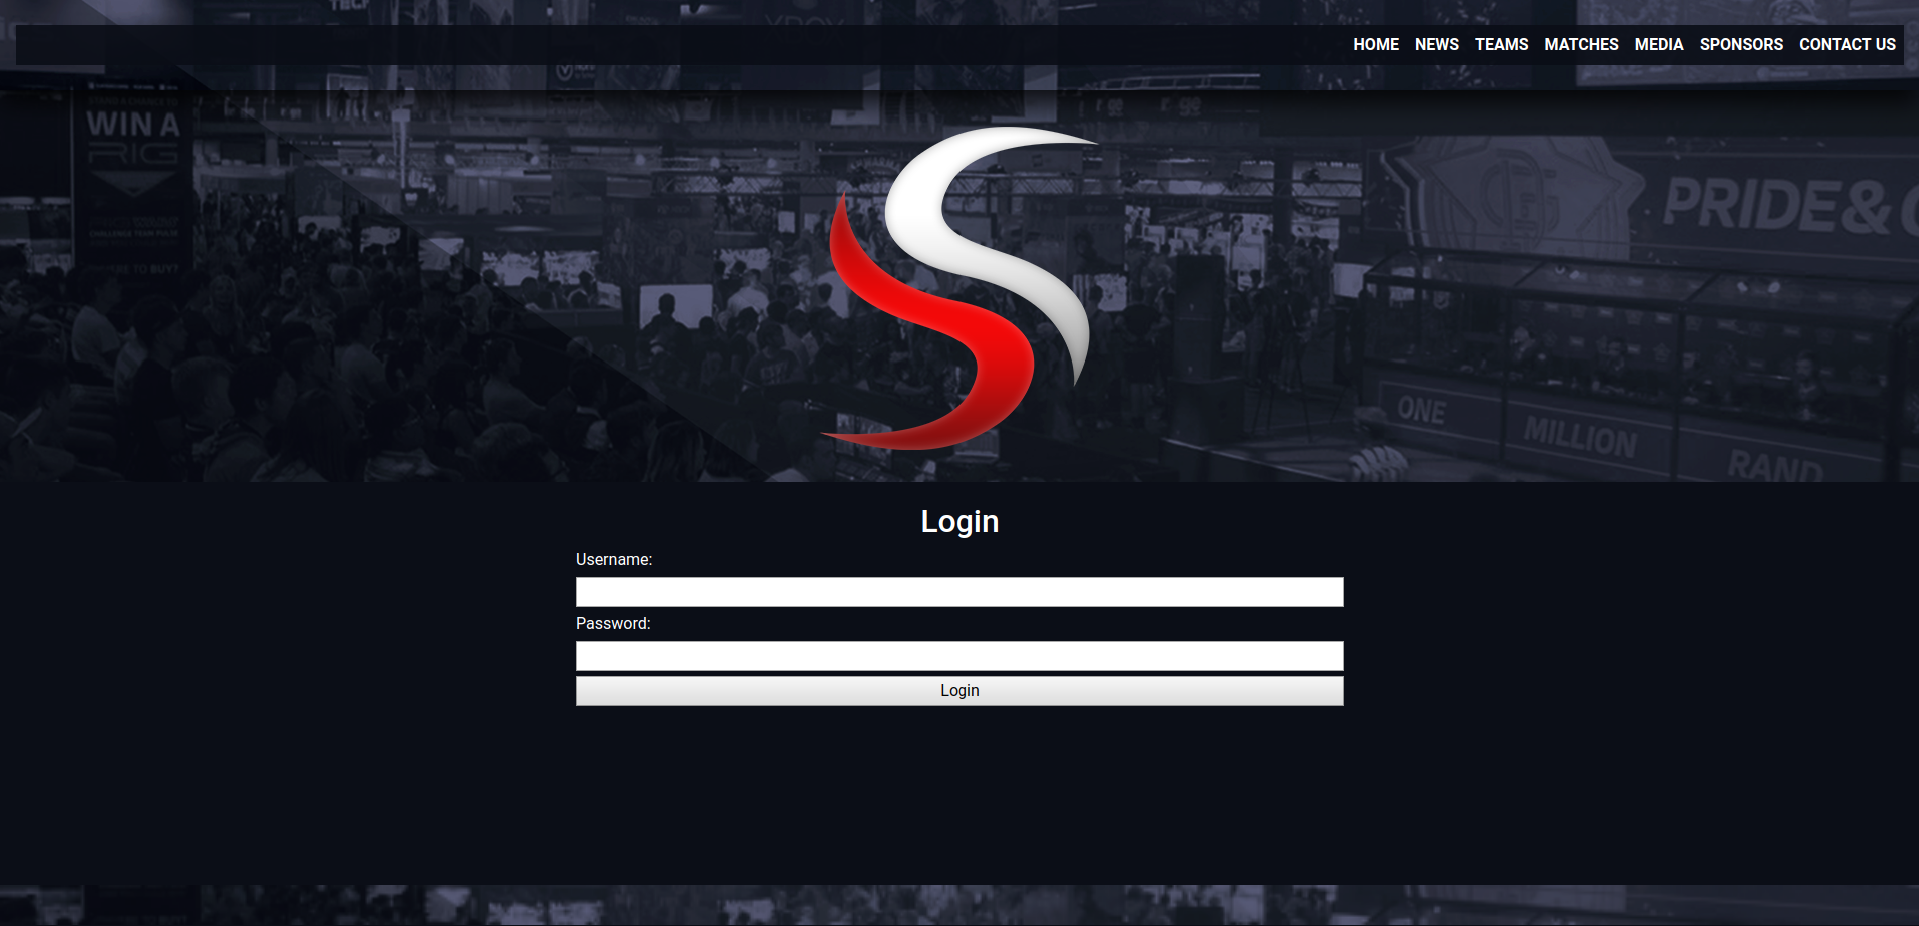 HOME NEWS TEAMS MATCHES MEDIA SPONSORS CONTACT US
WIN A
RIG
PRIDE&
ONE
MILLION
RAND
Login
Username:
Password:
Login